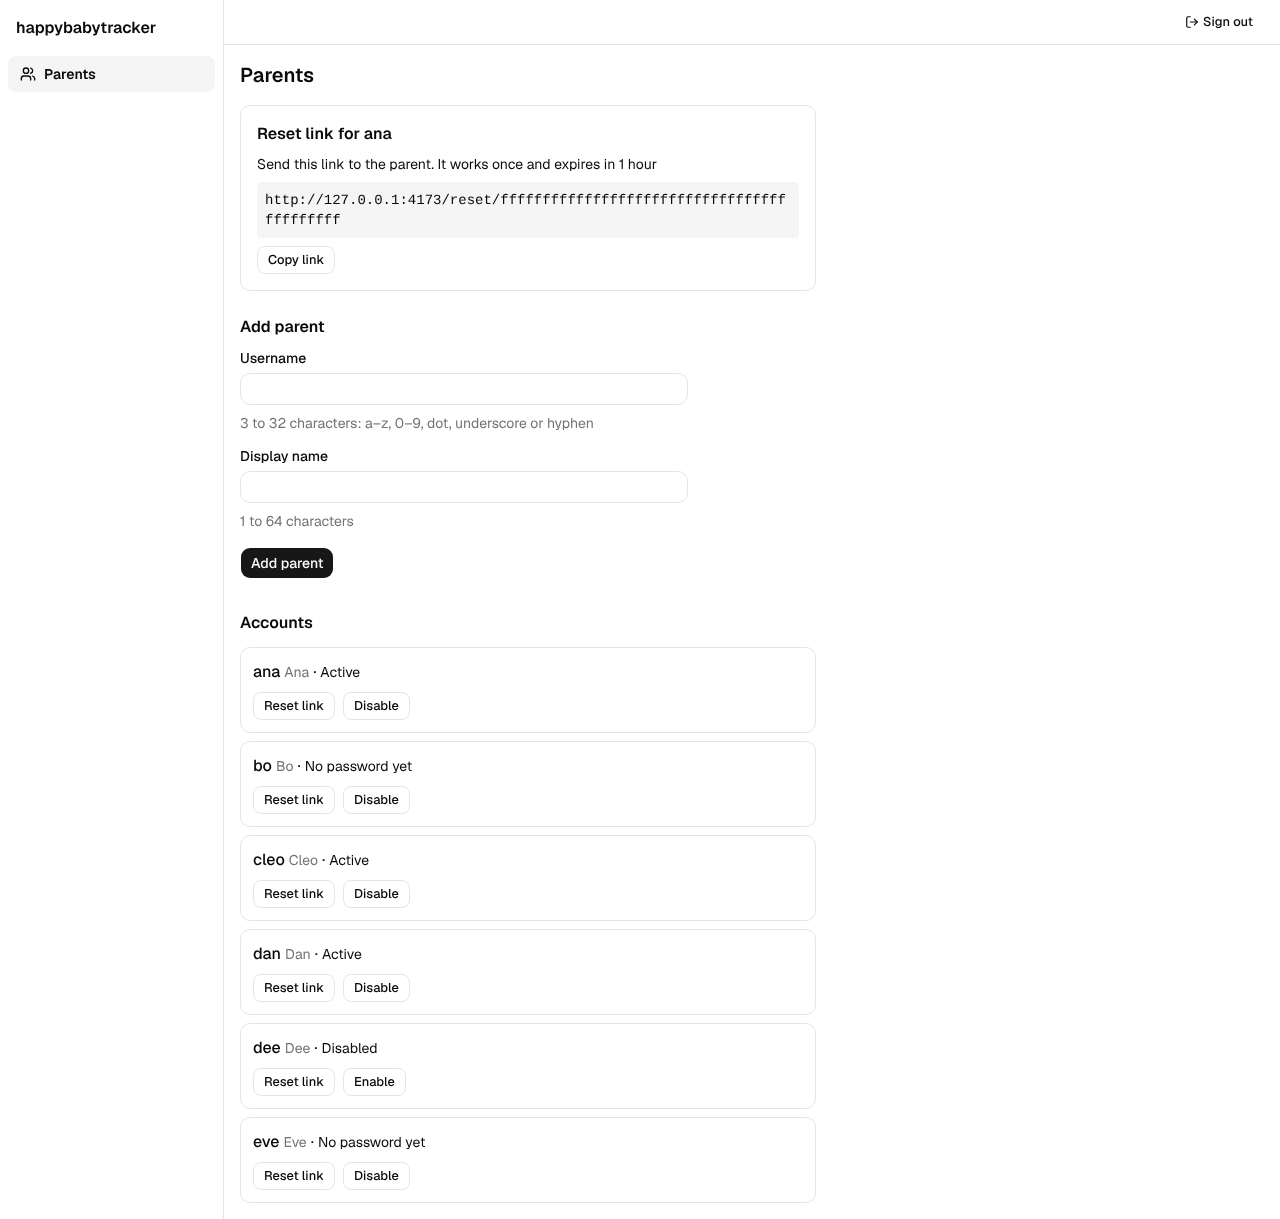 happybabytracker
Sign out
Parents
Parents
Reset link for ana
Send this link to the parent. It works once and expires in 1 hour
http://127.0.0.1:4173/reset/ffffffffffffffffffffffffffffffffff
fffffffff
Copy link
Add parent
Username
3 to 32 characters: a–z, 0–9, dot, underscore or hyphen
Display name
1 to 64 characters
Add parent
Accounts
ana Ana · Active
Reset link Disable
bo Bo · No password yet
Reset link Disable
cleo Cleo · Active
Reset link Disable
dan Dan · Active
Reset link Disable
dee Dee · Disabled
Reset link Enable
eve Eve · No password yet
Reset link Disable